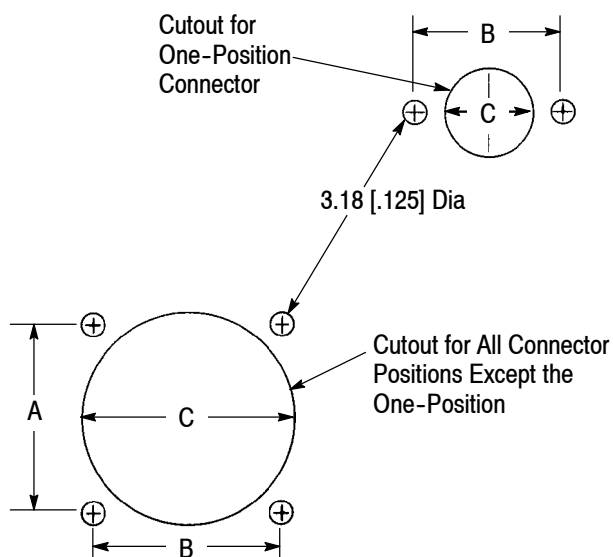 Cutout for
One-Position
Connector
B
C
3.18 [.125] Dia
Cutout for All Connector
Positions Except the
One-Position
A
C
B